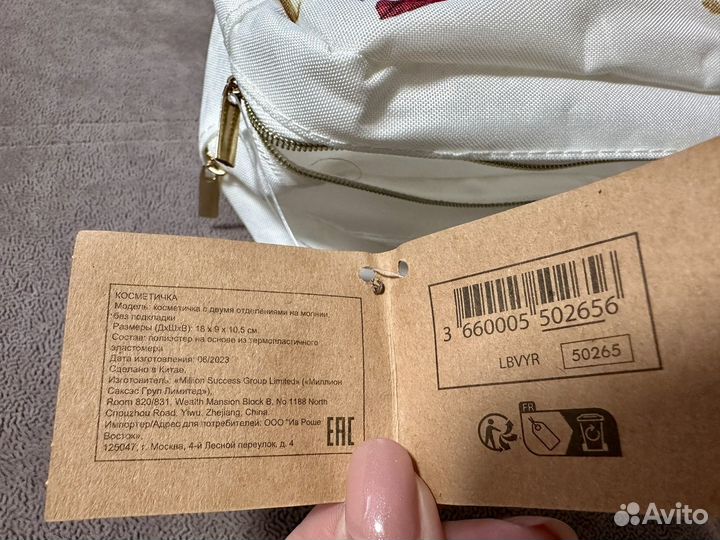 КОСМЕТИЧКА
Модель: косметичка с двумя отделениями на молнии,
без подкладки
Размеры (ДхШхВ): 18 x 9 x 10.5 см.
Состав: полиэстер на основе из термопластичного
эластомера
Дата изготовления: 06/2023
Сделано в Китае.
Изготовитель: «Million Success Group Limited» («Миллион
Саксэс Груп Лимитед»),
Room 820/831, Wealth Mansion Block B, No 1188 North
Chouzhou Road, Yiwu, Zhejiang, China.
Импортер/Адрес для потребителей: ООО "Ив Роше
Восток",
125047, г. Москва, 4-й Лесной переулок, д. 4
EAC
3 660005 502656
LBVYR 50265
FR
Avito